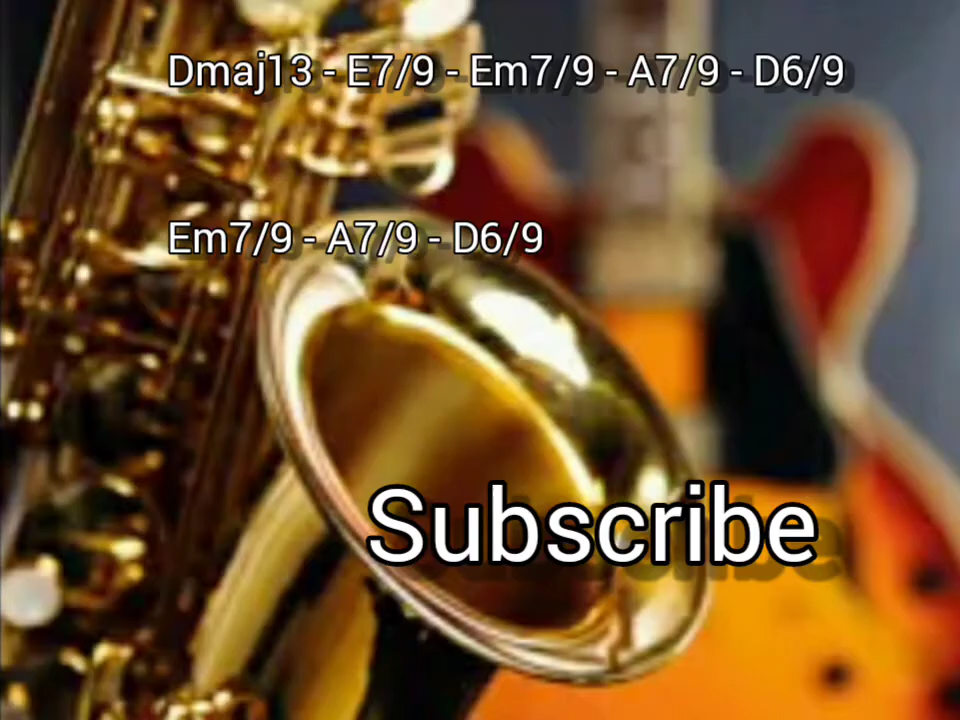 Dmaj13 - E7/9 - Em7/9 - A7/9 - D6/9
Em7/9 - A7/9 - D6/9
Subscribe